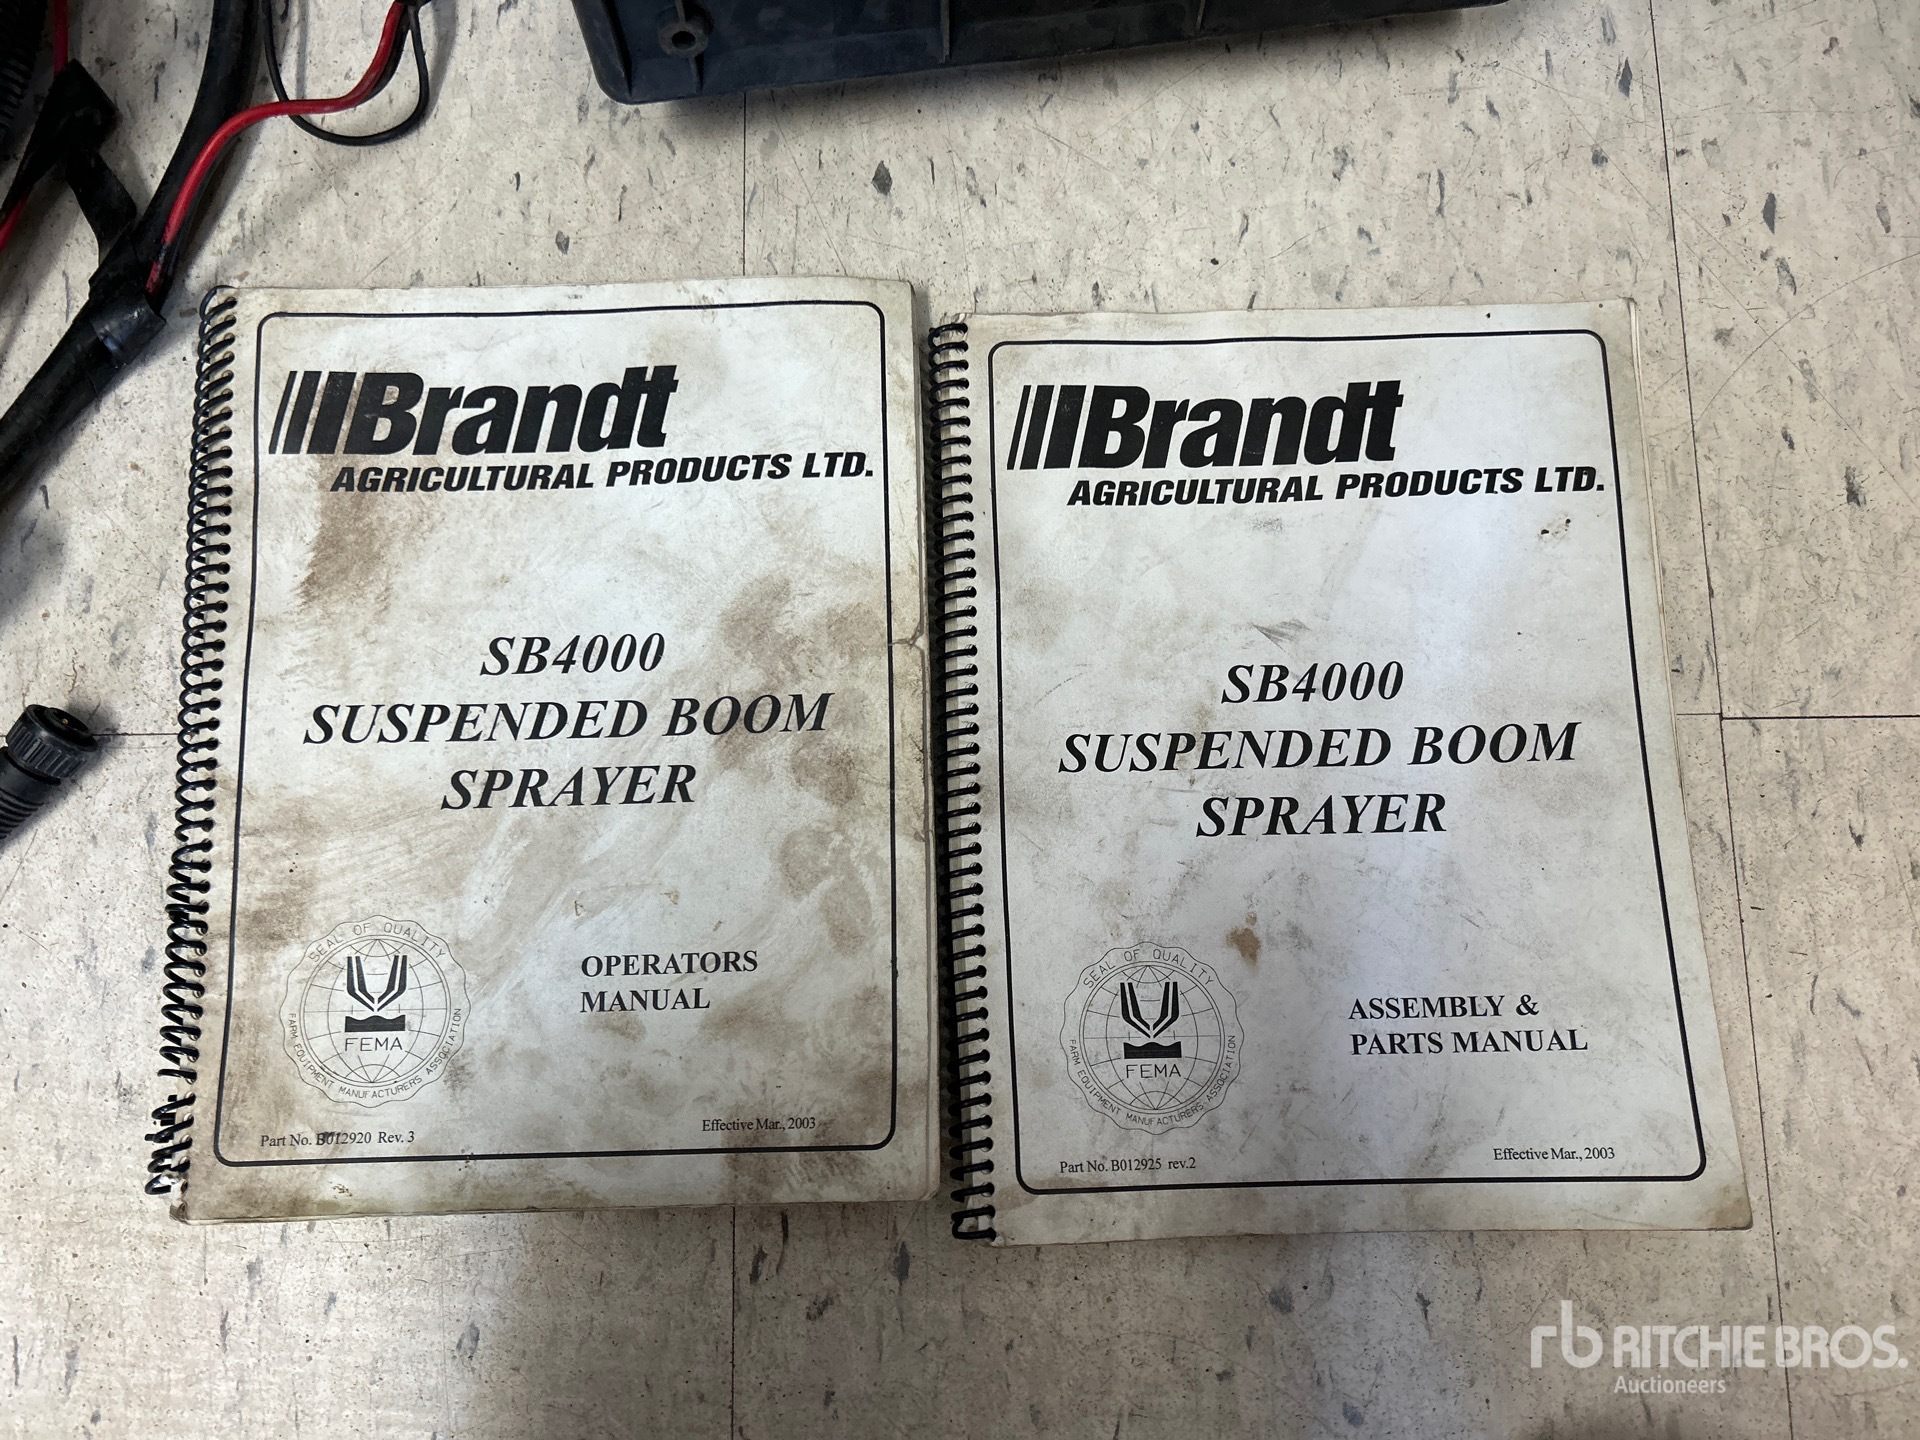 Brandt
AGRICULTURAL PRODUCTS LTD.
SB4000
SUSPENDED BOOM
SPRAYER
SEAL OF QUALITY
FEMA
FARM EQUIPMENT MANUFACTURERS ASSOCIATION
OPERATORS
MANUAL
Part No. B012920 Rev. 3
Effective Mar., 2003
Brandt
AGRICULTURAL PRODUCTS LTD.
SB4000
SUSPENDED BOOM
SPRAYER
SEAL OF QUALITY
FEMA
FARM EQUIPMENT MANUFACTURERS ASSOCIATION
ASSEMBLY &
PARTS MANUAL
Part No. B012925 rev.2
Effective Mar., 2003
rb RITCHIE BROS.
Auctioneers